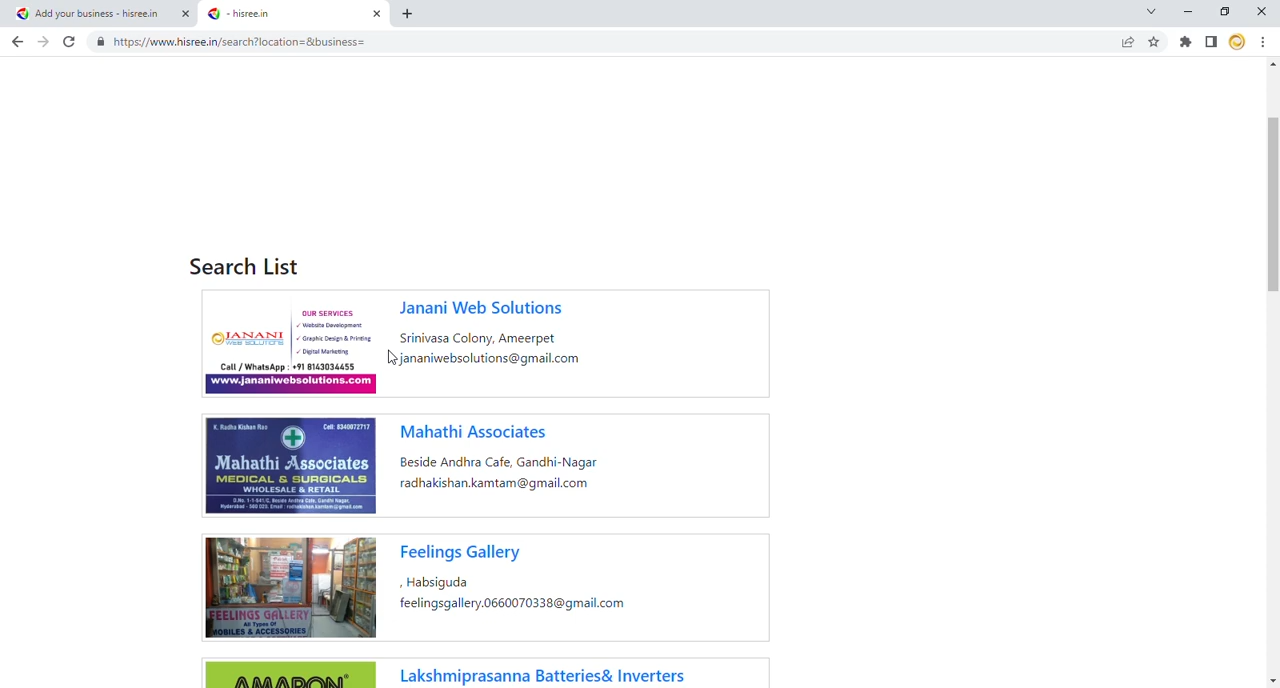 Add your business - hisree.in
- hisree.in
https://www.hisree.in/search?location=&business=
Search List
OUR SERVICES
JANANI
WEB SOLUTIONS
✓ Website Development
✓ Graphic Design & Printing
✓ Digital Marketing
Call / WhatsApp : +91 8143034455
www.jananiwebsolutions.com
Janani Web Solutions
Srinivasa Colony, Ameerpet
jananiwebsolutions@gmail.com
K. Radha Kishan Rao
Cell: 8340072717
Mahathi Associates
MEDICAL & SURGICALS
WHOLESALE & RETAIL
D.No. 1-1-541/C, Beside Andhra Cafe, Gandhi Nagar,
Hyderabad - 500 023. Email : radhakishan.kamtam@gmail.com
Mahathi Associates
Beside Andhra Cafe, Gandhi-Nagar
radhakishan.kamtam@gmail.com
FEELINGS GALLERY
All Types Of
MOBILES & ACCESSORIES
Feelings Gallery
, Habsiguda
feelingsgallery.0660070338@gmail.com
AMARON
Lakshmiprasanna Batteries& Inverters